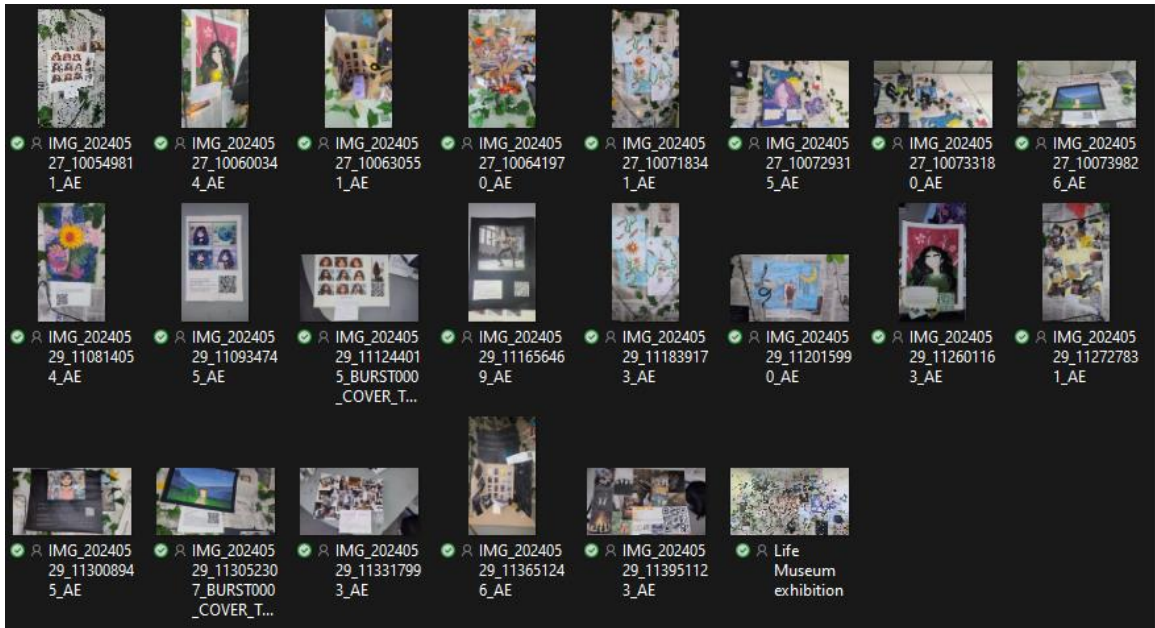 IMG_202405
27_10054981
1_AE
IMG_202405
27_10060034
4_AE
IMG_202405
27_10063055
1_AE
IMG_202405
27_10064197
0_AE
IMG_202405
27_10071834
1_AE
IMG_202405
27_10072931
5_AE
IMG_202405
27_10073318
0_AE
IMG_202405
27_10073982
6_AE
IMG_202405
29_11081405
4_AE
IMG_202405
29_11093474
5_AE
IMG_202405
29_11124401
5_BURST000
_COVER_T...
IMG_202405
29_11165646
9_AE
IMG_202405
29_11183917
3_AE
IMG_202405
29_11201599
0_AE
IMG_202405
29_11260116
3_AE
IMG_202405
29_11272783
1_AE
IMG_202405
29_11300894
5_AE
IMG_202405
29_11305230
7_BURST000
_COVER_T...
IMG_202405
29_11331799
3_AE
IMG_202405
29_11365124
6_AE
IMG_202405
29_11395112
3_AE
Life
Museum
exhibition